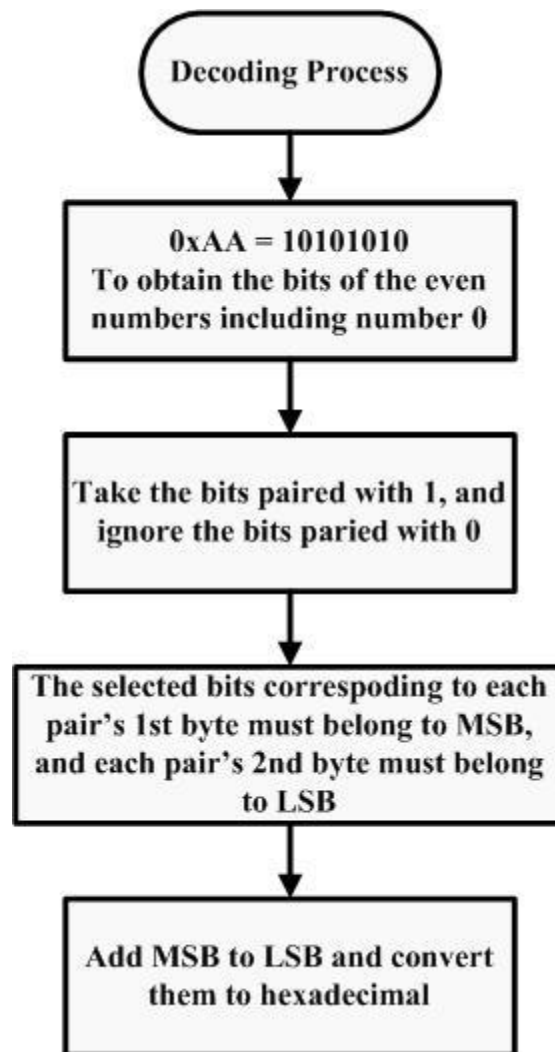 Decoding Process
0xAA = 10101010
To obtain the bits of the even
numbers including number 0
Take the bits paired with 1, and
ignore the bits paried with 0
The selected bits correspoding to each
pair's 1st byte must belong to MSB,
and each pair's 2nd byte must belong
to LSB
Add MSB to LSB and convert
them to hexadecimal